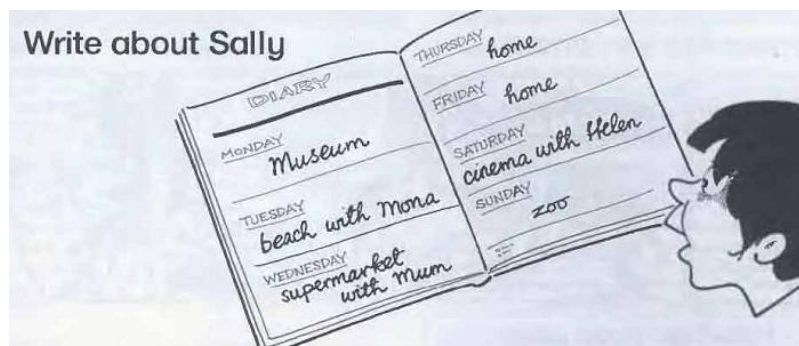 Write about Sally
DIARY
MONDAY
Museum
TUESDAY
beach with Mona
WEDNESDAY
supermarket
with Mum
THURSDAY
home
FRIDAY
home
SATURDAY
cinema with Helen
SUNDAY
zoo